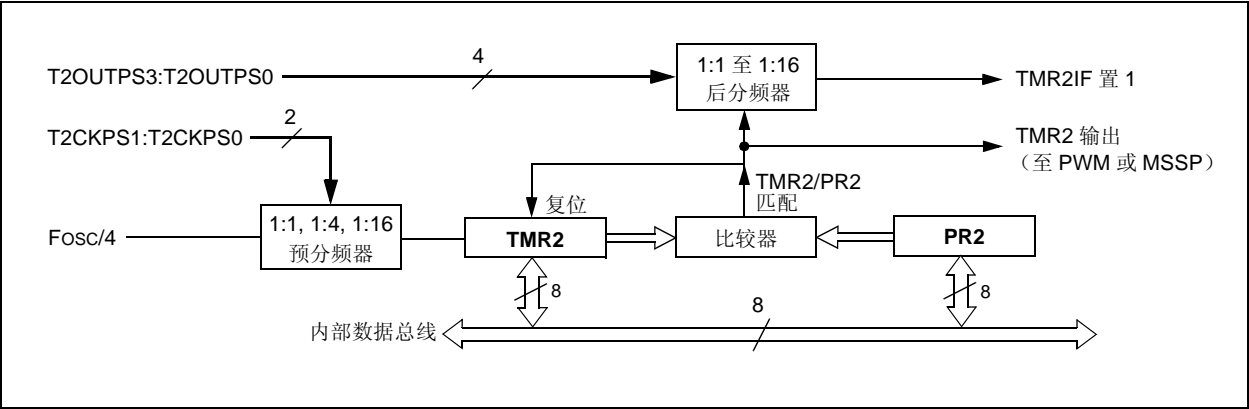 T2OUTPS3:T2OUTPS0
4
1:1 至 1:16
后分频器
TMR2IF 置 1
T2CKPS1:T2CKPS0
2
TMR2 输出
（至 PWM 或 MSSP）
TMR2/PR2
匹配
复位
FOSC/4
1:1, 1:4, 1:16
预分频器
TMR2
比较器
PR2
8
8
8
内部数据总线